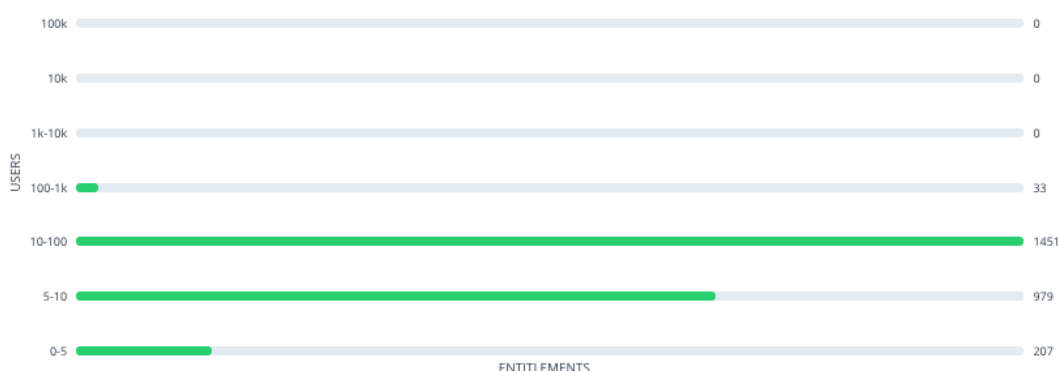 100k 0
10k 0
1k-10k 0
USERS
100-1k 33
10-100 1451
5-10 979
0-5 207
ENTITLEMENTS